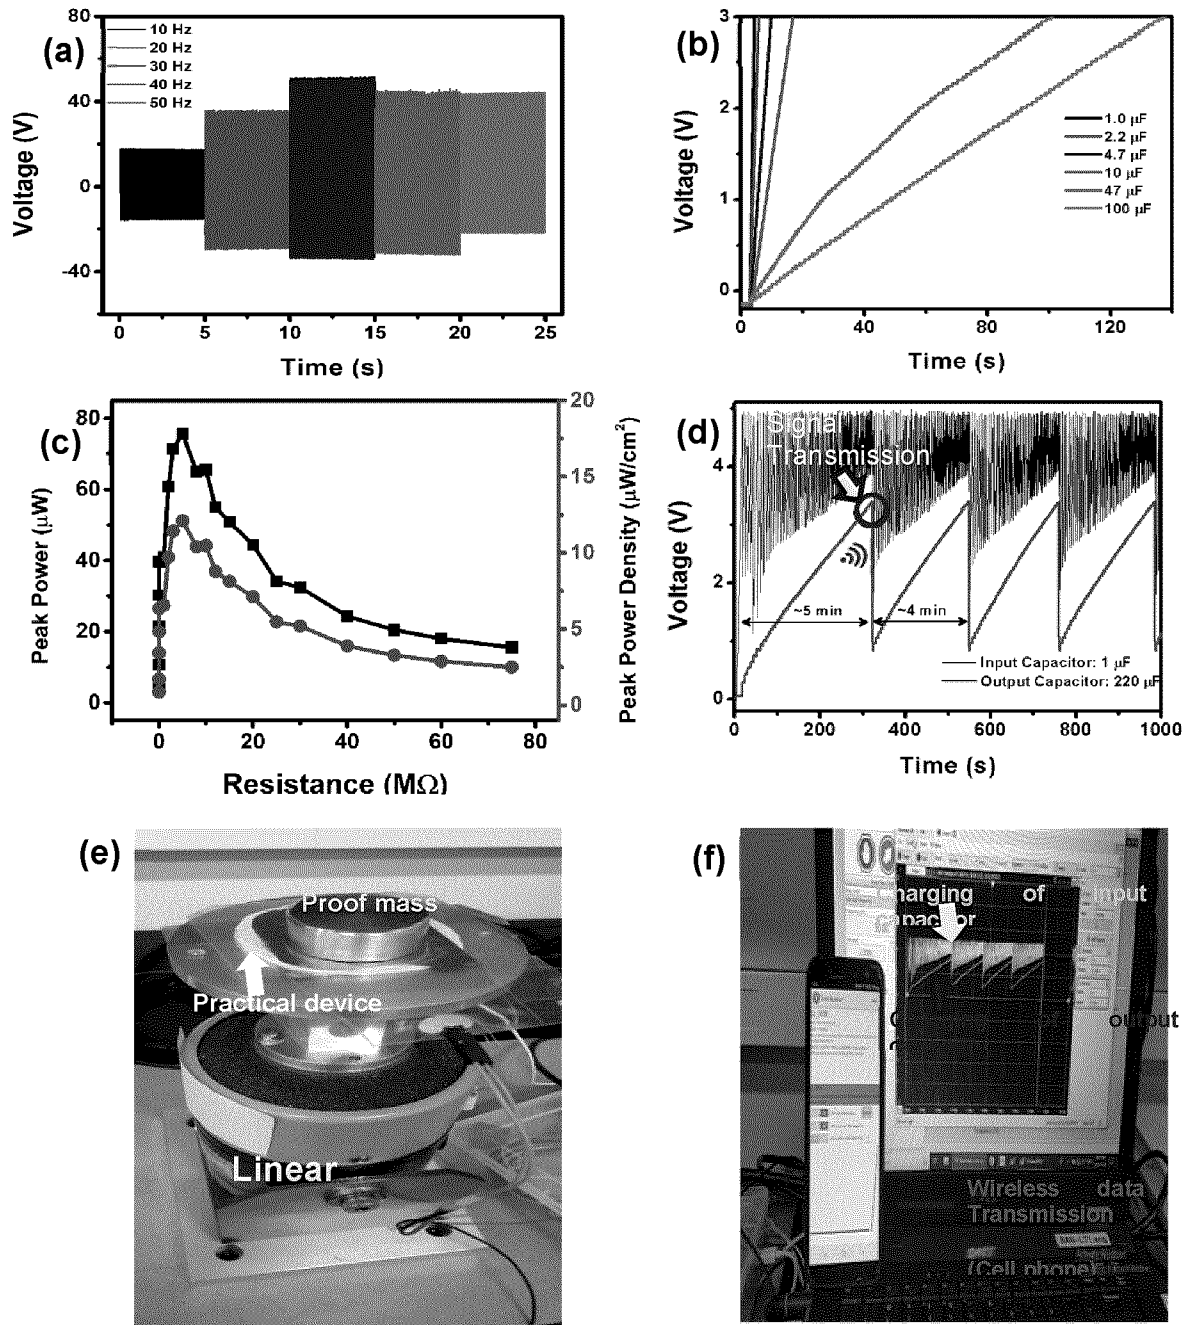 (a)
80
40
0
-40
Voltage (V)
10 Hz
20 Hz
30 Hz
40 Hz
50 Hz
0 5 10 15 20 25
Time (s)
(b)
3
2
1
0
Voltage (V)
1.0 μF
2.2 μF
4.7 μF
10 μF
47 μF
100 μF
0 40 80 120
Time (s)
(c)
80
60
40
20
0
Peak Power (μW)
20
15
10
5
0
Peak Power Density (μW/cm²)
0 20 40 60 80
Resistance (MΩ)
(d)
Signal
Transmission
4
2
0
Voltage (V)
~5 min
~4 min
Input Capacitor: 1 μF
Output Capacitor: 220 μF
0 200 400 600 800 1000
Time (s)
(e)
Proof mass
Practical device
Linear
(f)
charging of input
capacitor
of output
Wireless data
Transmission
(Cell phone)